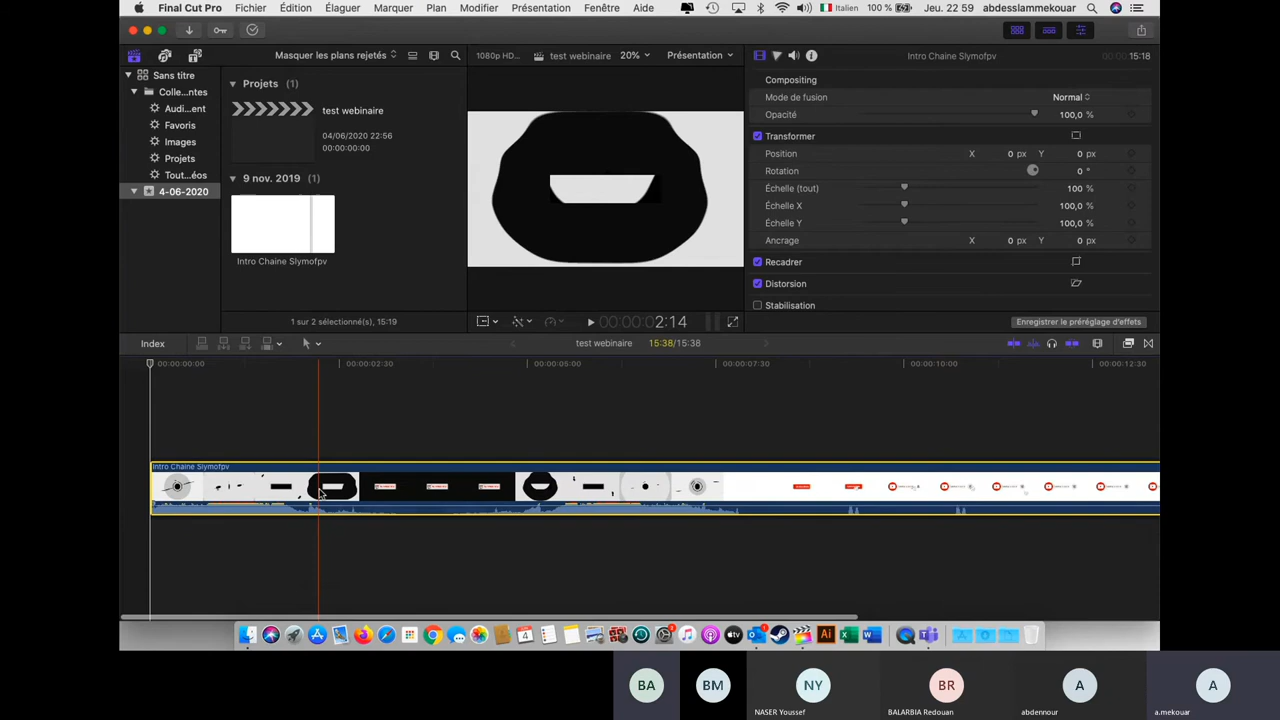 Final Cut Pro Fichier Édition Élaguer Marquer Plan Modifier Présentation Fenêtre Aide Italien 100 % Jeu. 22 59 abdesslammekouar
Masquer les plans rejetés 1080p HD... test webinaire 20% Présentation Intro Chaine Slymofpv 15:18
Sans titre
Colle...ntes
Audi...ent
Favoris
Images
Projets
Tout...éos
4-06-2020
Projets (1)
test webinaire
04/06/2020 22:56
00:00:00:00
9 nov. 2019 (1)
Intro Chaine Slymofpv
1 sur 2 sélectionné(s), 15:19
00:00:00:02:14
Compositing
Mode de fusion Normal
Opacité 100,0 %
Transformer
Position X 0 px Y 0 px
Rotation 0 °
Échelle (tout) 100 %
Échelle X 100,0 %
Échelle Y 100,0 %
Ancrage X 0 px Y 0 px
Recadrer
Distorsion
Stabilisation
Enregistrer le préréglage d'effets
Index test webinaire 15:38/15:38
00:00:00:00 00:00:02:30 00:00:05:00 00:00:07:30 00:00:10:00 00:00:12:30
Intro Chaine Slymofpv
BA BM NY BR A A
NASER Youssef BALARBIA Redouan abdennour a.mekouar